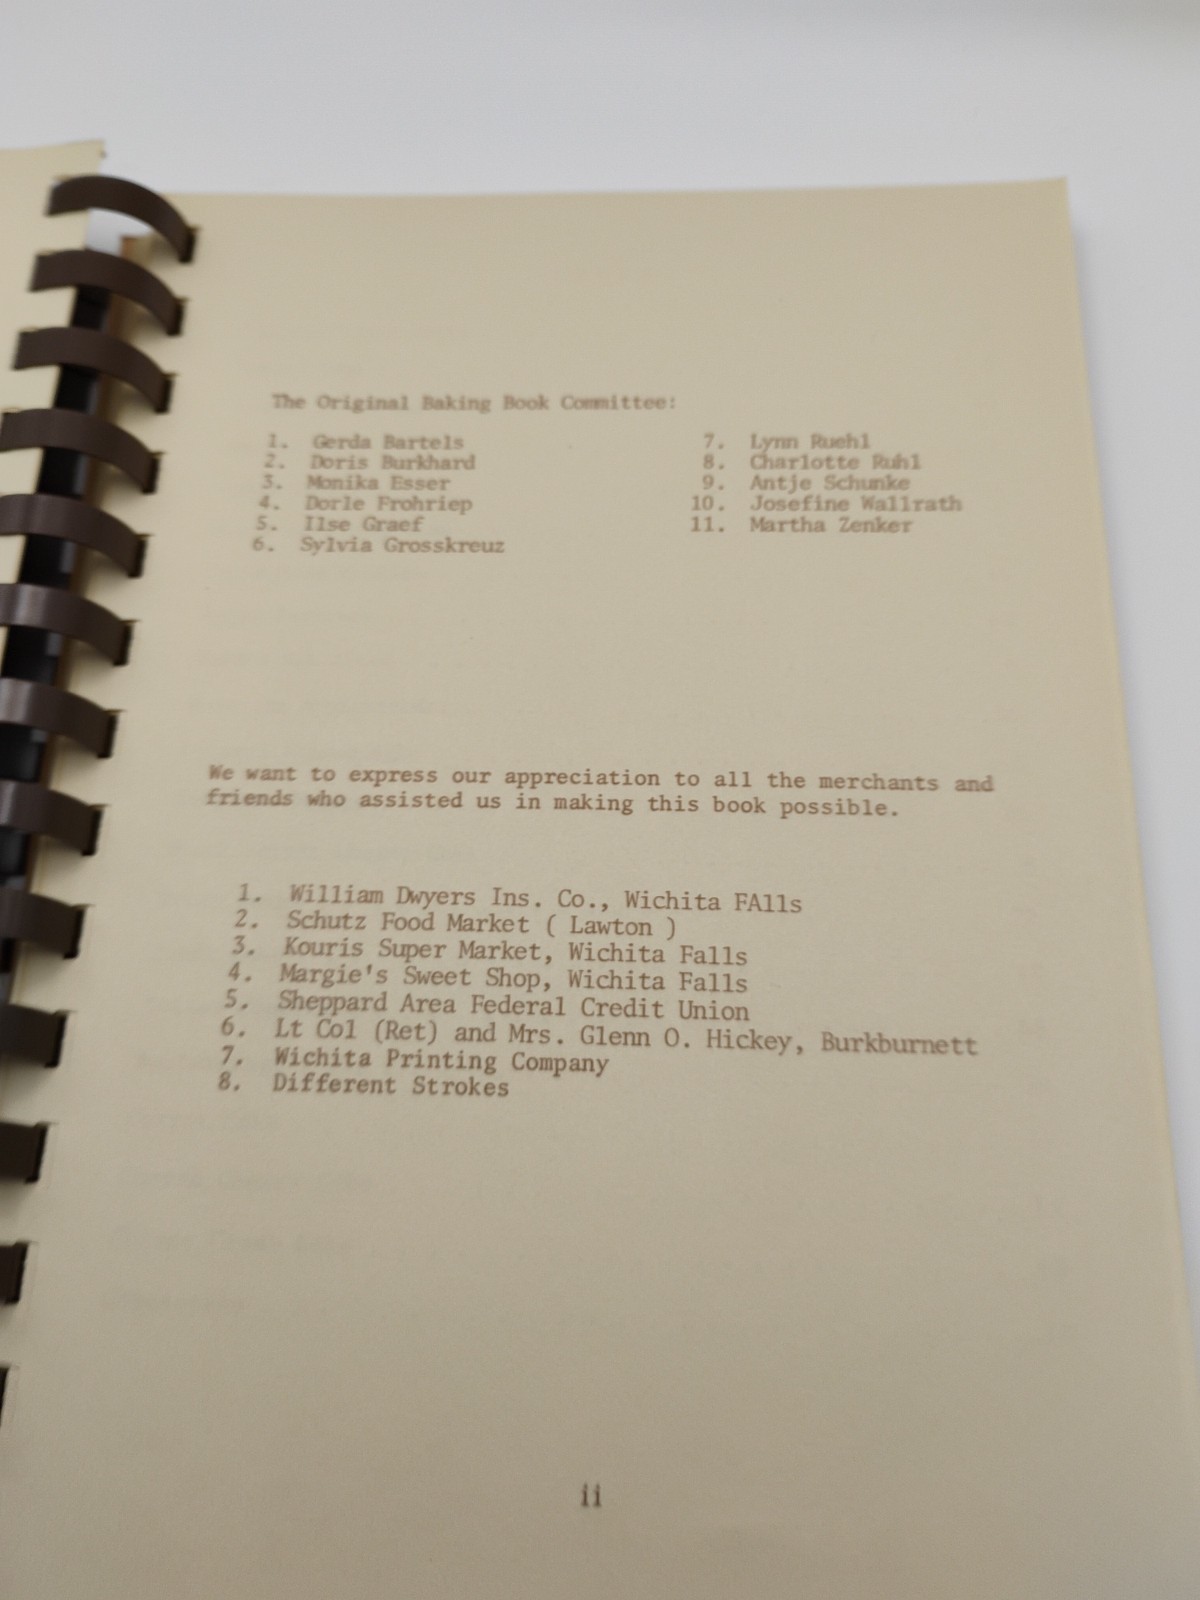 The Original Baking Book Committee:
1. Gerda Bartels
2. Doris Burkhard
3. Monika Esser
4. Dorle Frohriep
5. Ilse Graef
6. Sylvia Grosskreuz
7. Lynn Ruehl
8. Charlotte Ruhl
9. Antje Schunke
10. Josefine Wallrath
11. Martha Zenker
We want to express our appreciation to all the merchants and
friends who assisted us in making this book possible.
1. William Dwyers Ins. Co., Wichita FAlls
2. Schutz Food Market ( Lawton )
3. Kouris Super Market, Wichita Falls
4. Margie's Sweet Shop, Wichita Falls
5. Sheppard Area Federal Credit Union
6. Lt Col (Ret) and Mrs. Glenn O. Hickey, Burkburnett
7. Wichita Printing Company
8. Different Strokes
ii